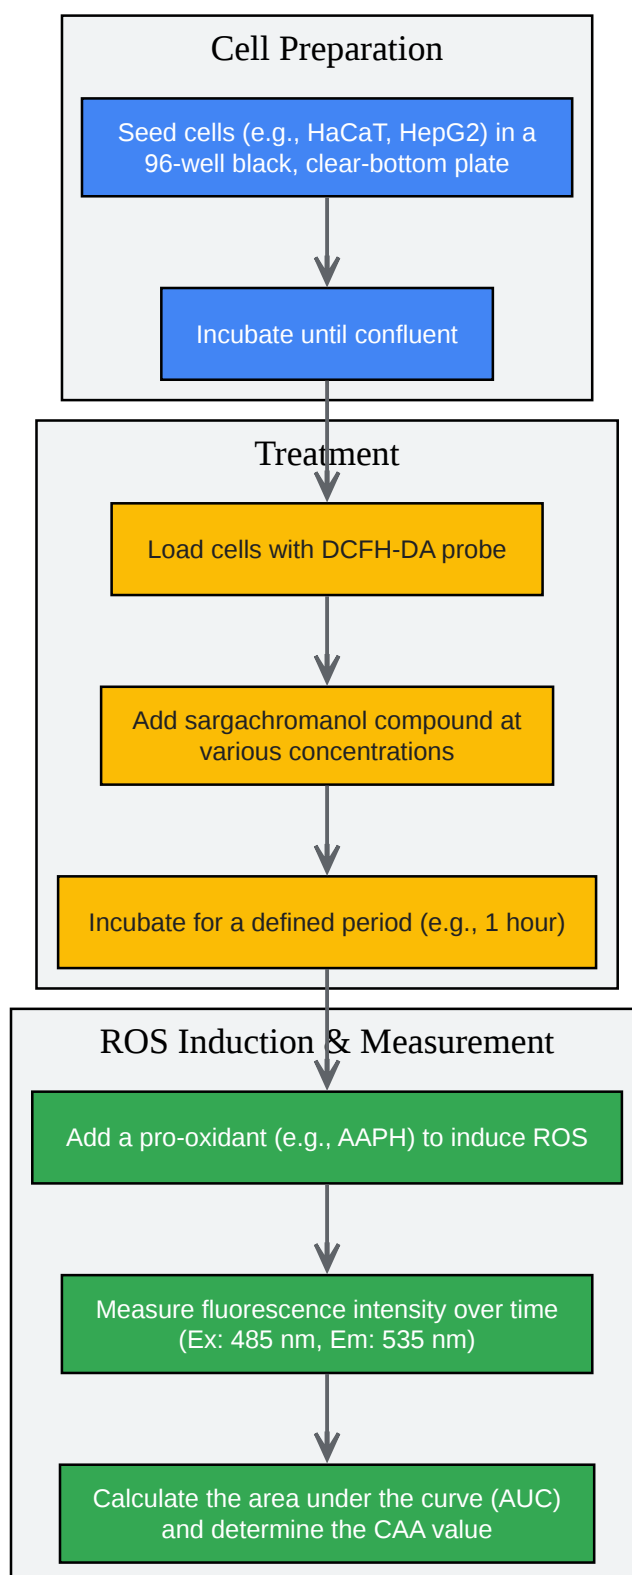 Cell Preparation
Seed cells (e.g., HaCaT, HepG2) in a
96-well black, clear-bottom plate
Incubate until confluent
Treatment
Load cells with DCFH-DA probe
Add sargachromanol compound at
various concentrations
Incubate for a defined period (e.g., 1 hour)
ROS Induction & Measurement
Add a pro-oxidant (e.g., AAPH) to induce ROS
Measure fluorescence intensity over time
(Ex: 485 nm, Em: 535 nm)
Calculate the area under the curve (AUC)
and determine the CAA value